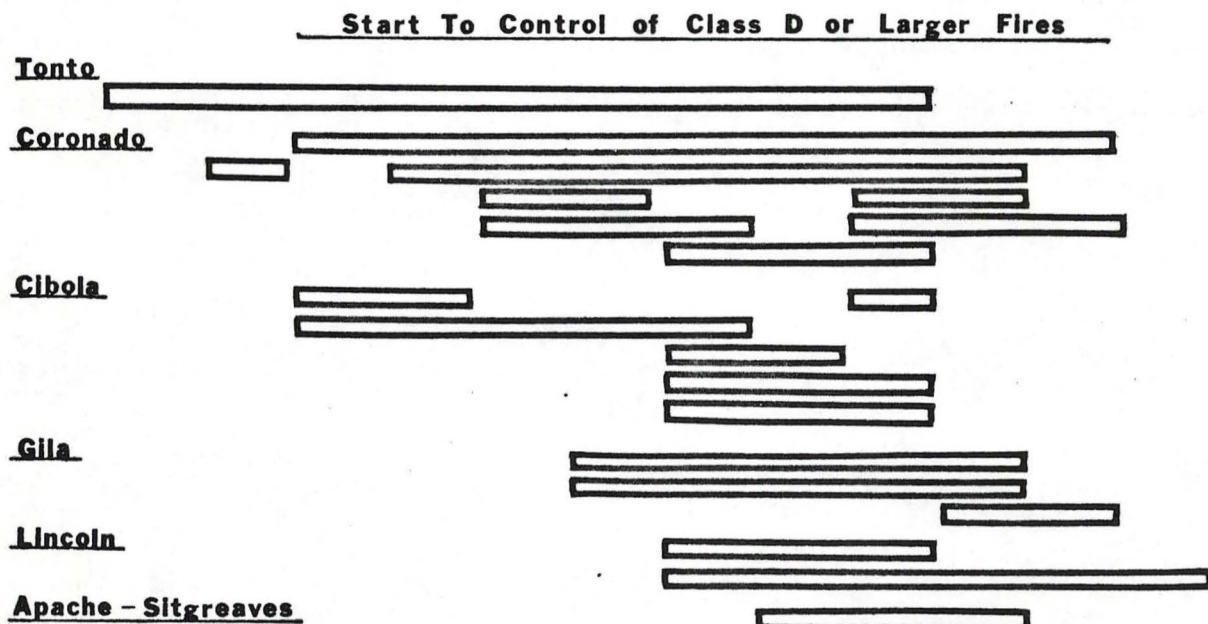 Start To Control of Class D or Larger Fires
Tonto
Coronado
Cibola
Gila
Lincoln
Apache - Sitgreaves